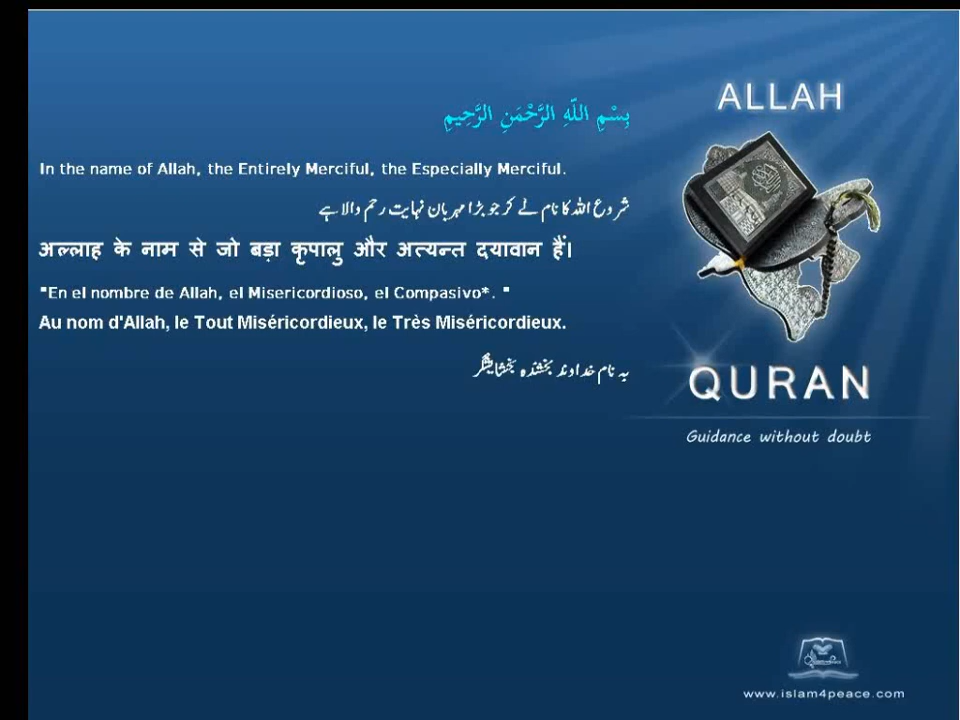 بِسْمِ اللَّهِ الرَّحْمَنِ الرَّحِيمِ
In the name of Allah, the Entirely Merciful, the Especially Merciful.
شروع الله کا نام لے کر جو بڑا مہربان نہایت رحم والا ہے
अल्लाह के नाम से जो बड़ा कृपालु और अत्यन्त दयावान हैं।
"En el nombre de Allah, el Misericordioso, el Compasivo*. "
Au nom d'Allah, le Tout Miséricordieux, le Très Miséricordieux.
به نام خداوند بخشنده بخشایشگر
ALLAH
QURAN
Guidance without doubt
www.islam4peace.com